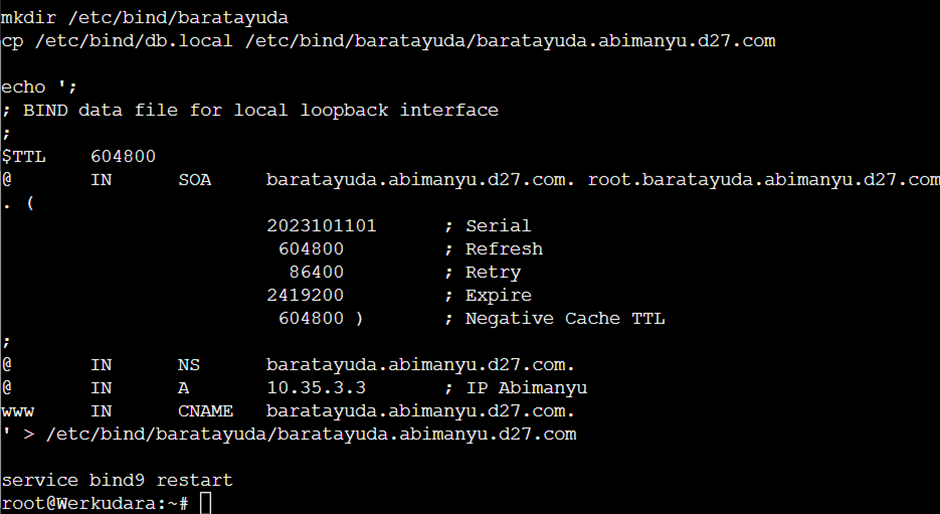 mkdir /etc/bind/baratayuda
cp /etc/bind/db.local /etc/bind/baratayuda/baratayuda.abimanyu.d27.com

echo ';
; BIND data file for local loopback interface
;
$TTL    604800
@       IN      SOA     baratayuda.abimanyu.d27.com. root.baratayuda.abimanyu.d27.com
. (
                        2023101101      ; Serial
                         604800         ; Refresh
                          86400         ; Retry
                        2419200         ; Expire
                         604800 )       ; Negative Cache TTL
;
@       IN      NS      baratayuda.abimanyu.d27.com.
@       IN      A       10.35.3.3       ; IP Abimanyu
www     IN      CNAME   baratayuda.abimanyu.d27.com.
' > /etc/bind/baratayuda/baratayuda.abimanyu.d27.com

service bind9 restart
root@Werkudara:~#